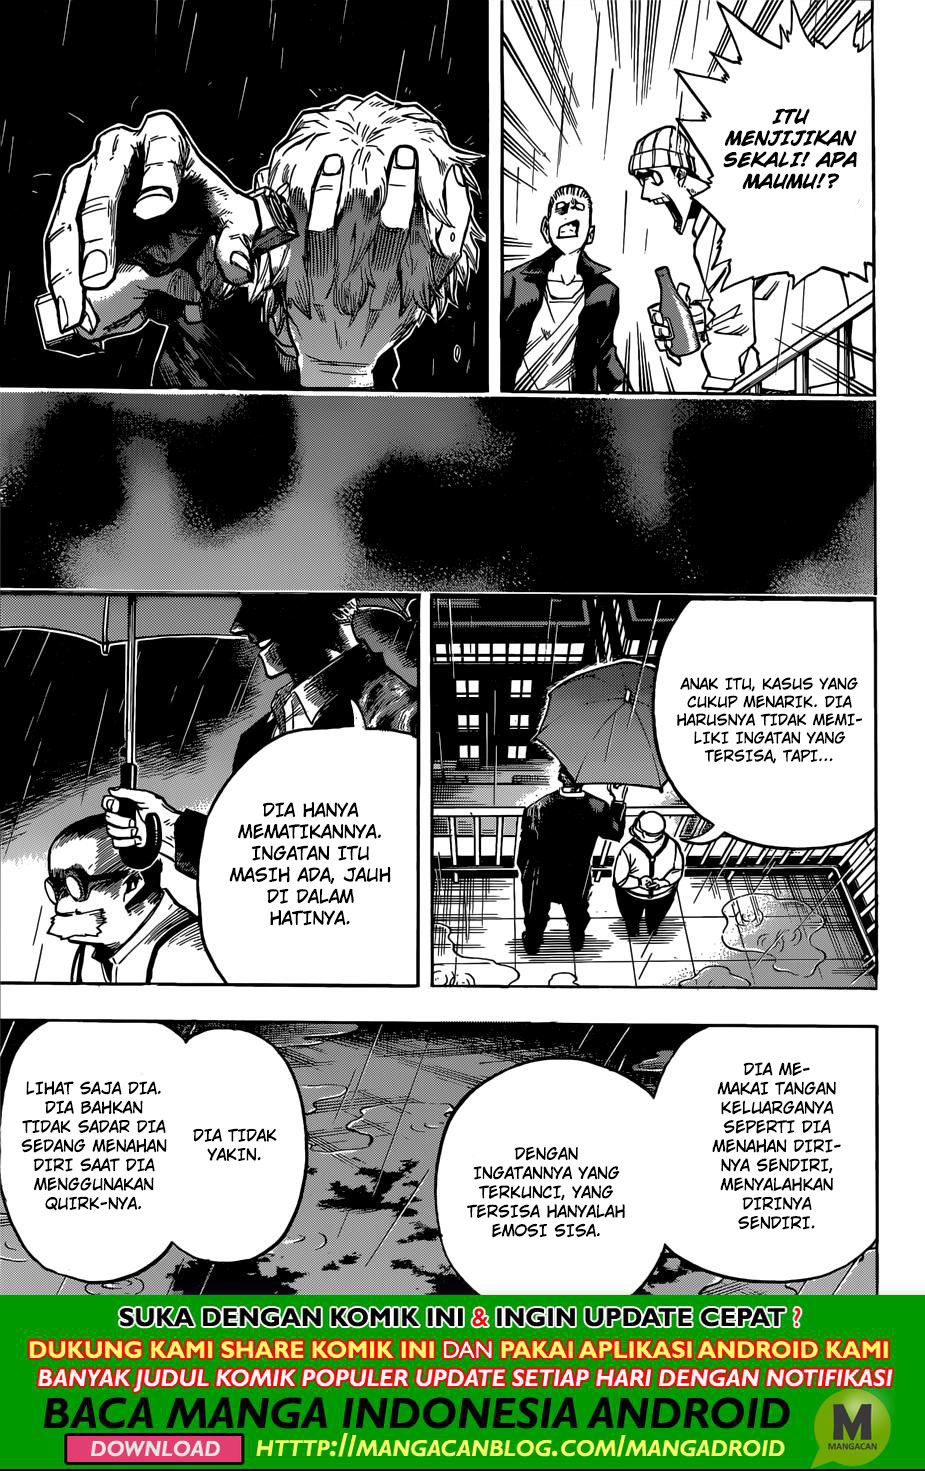 ITU
MENJIJIKAN
SEKALI! APA
MAUMU!?
ANAK ITU, KASUS YANG
CUKUP MENARIK. DIA
HARUSNYA TIDAK MEMI-
LIKI INGATAN YANG
TERSISA, TAPI...
DIA HANYA
MEMATIKANNYA.
INGATAN ITU
MASIH ADA, JAUH
DI DALAM
HATINYA.
DIA ME-
MAKAI TANGAN
KELUARGANYA
SEPERTI DIA
MENAHAN DIRI-
NYA SENDIRI,
MENYALAHKAN
DIRINYA
SENDIRI.
DENGAN
INGATANNYA YANG
TERKUNCI, YANG
TERSISA HANYALAH
EMOSI SISA.
DIA TIDAK
YAKIN.
LIHAT SAJA DIA.
DIA BAHKAN
TIDAK SADAR DIA
SEDANG MENAHAN
DIRI SAAT DIA
MENGGUNAKAN
QUIRK-NYA.
SUKA DENGAN KOMIK INI & INGIN UPDATE CEPAT ?
DUKUNG KAMI SHARE KOMIK INI DAN PAKAI APLIKASI ANDROID KAMI
BANYAK JUDUL KOMIK POPULER UPDATE SETIAP HARI DENGAN NOTIFIKASI
BACA MANGA INDONESIA ANDROID
DOWNLOAD HTTTP://MANGACANBLOG.COM/MANGADROID
M
MANGACAN